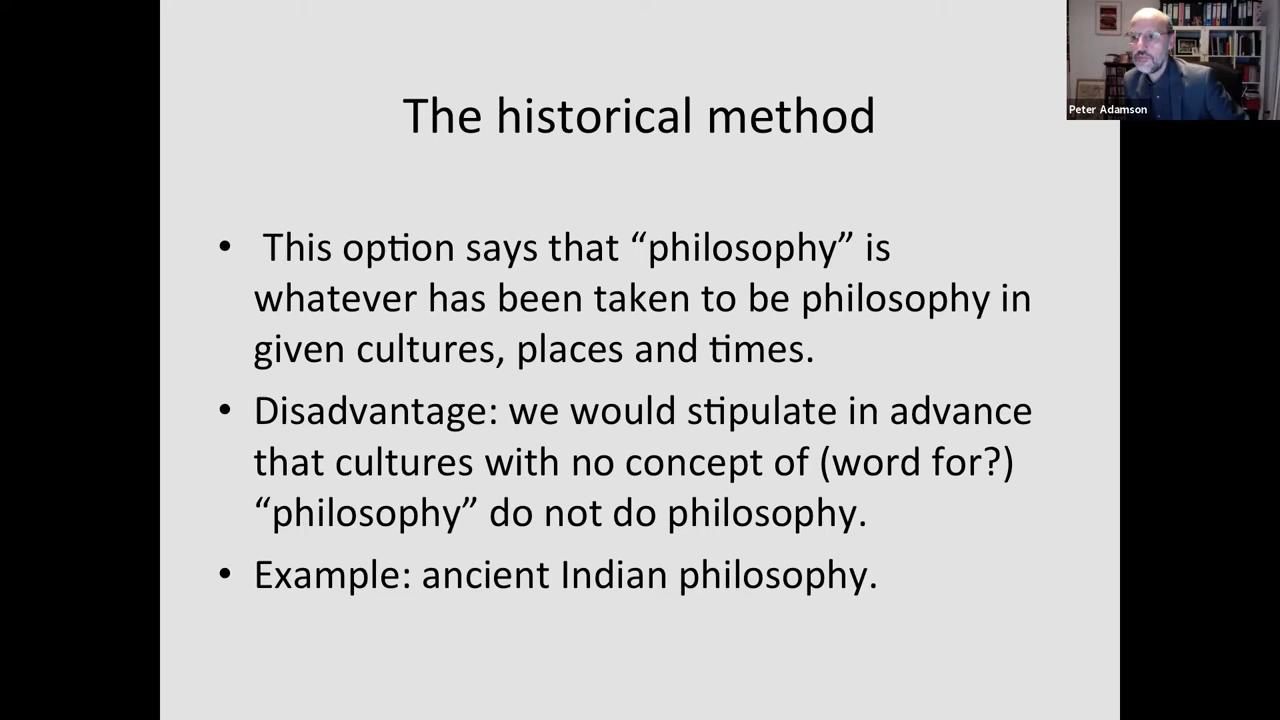 The historical method
Peter Adamson
• This option says that “philosophy” is
whatever has been taken to be philosophy in
given cultures, places and times.
• Disadvantage: we would stipulate in advance
that cultures with no concept of (word for?)
“philosophy” do not do philosophy.
• Example: ancient Indian philosophy.